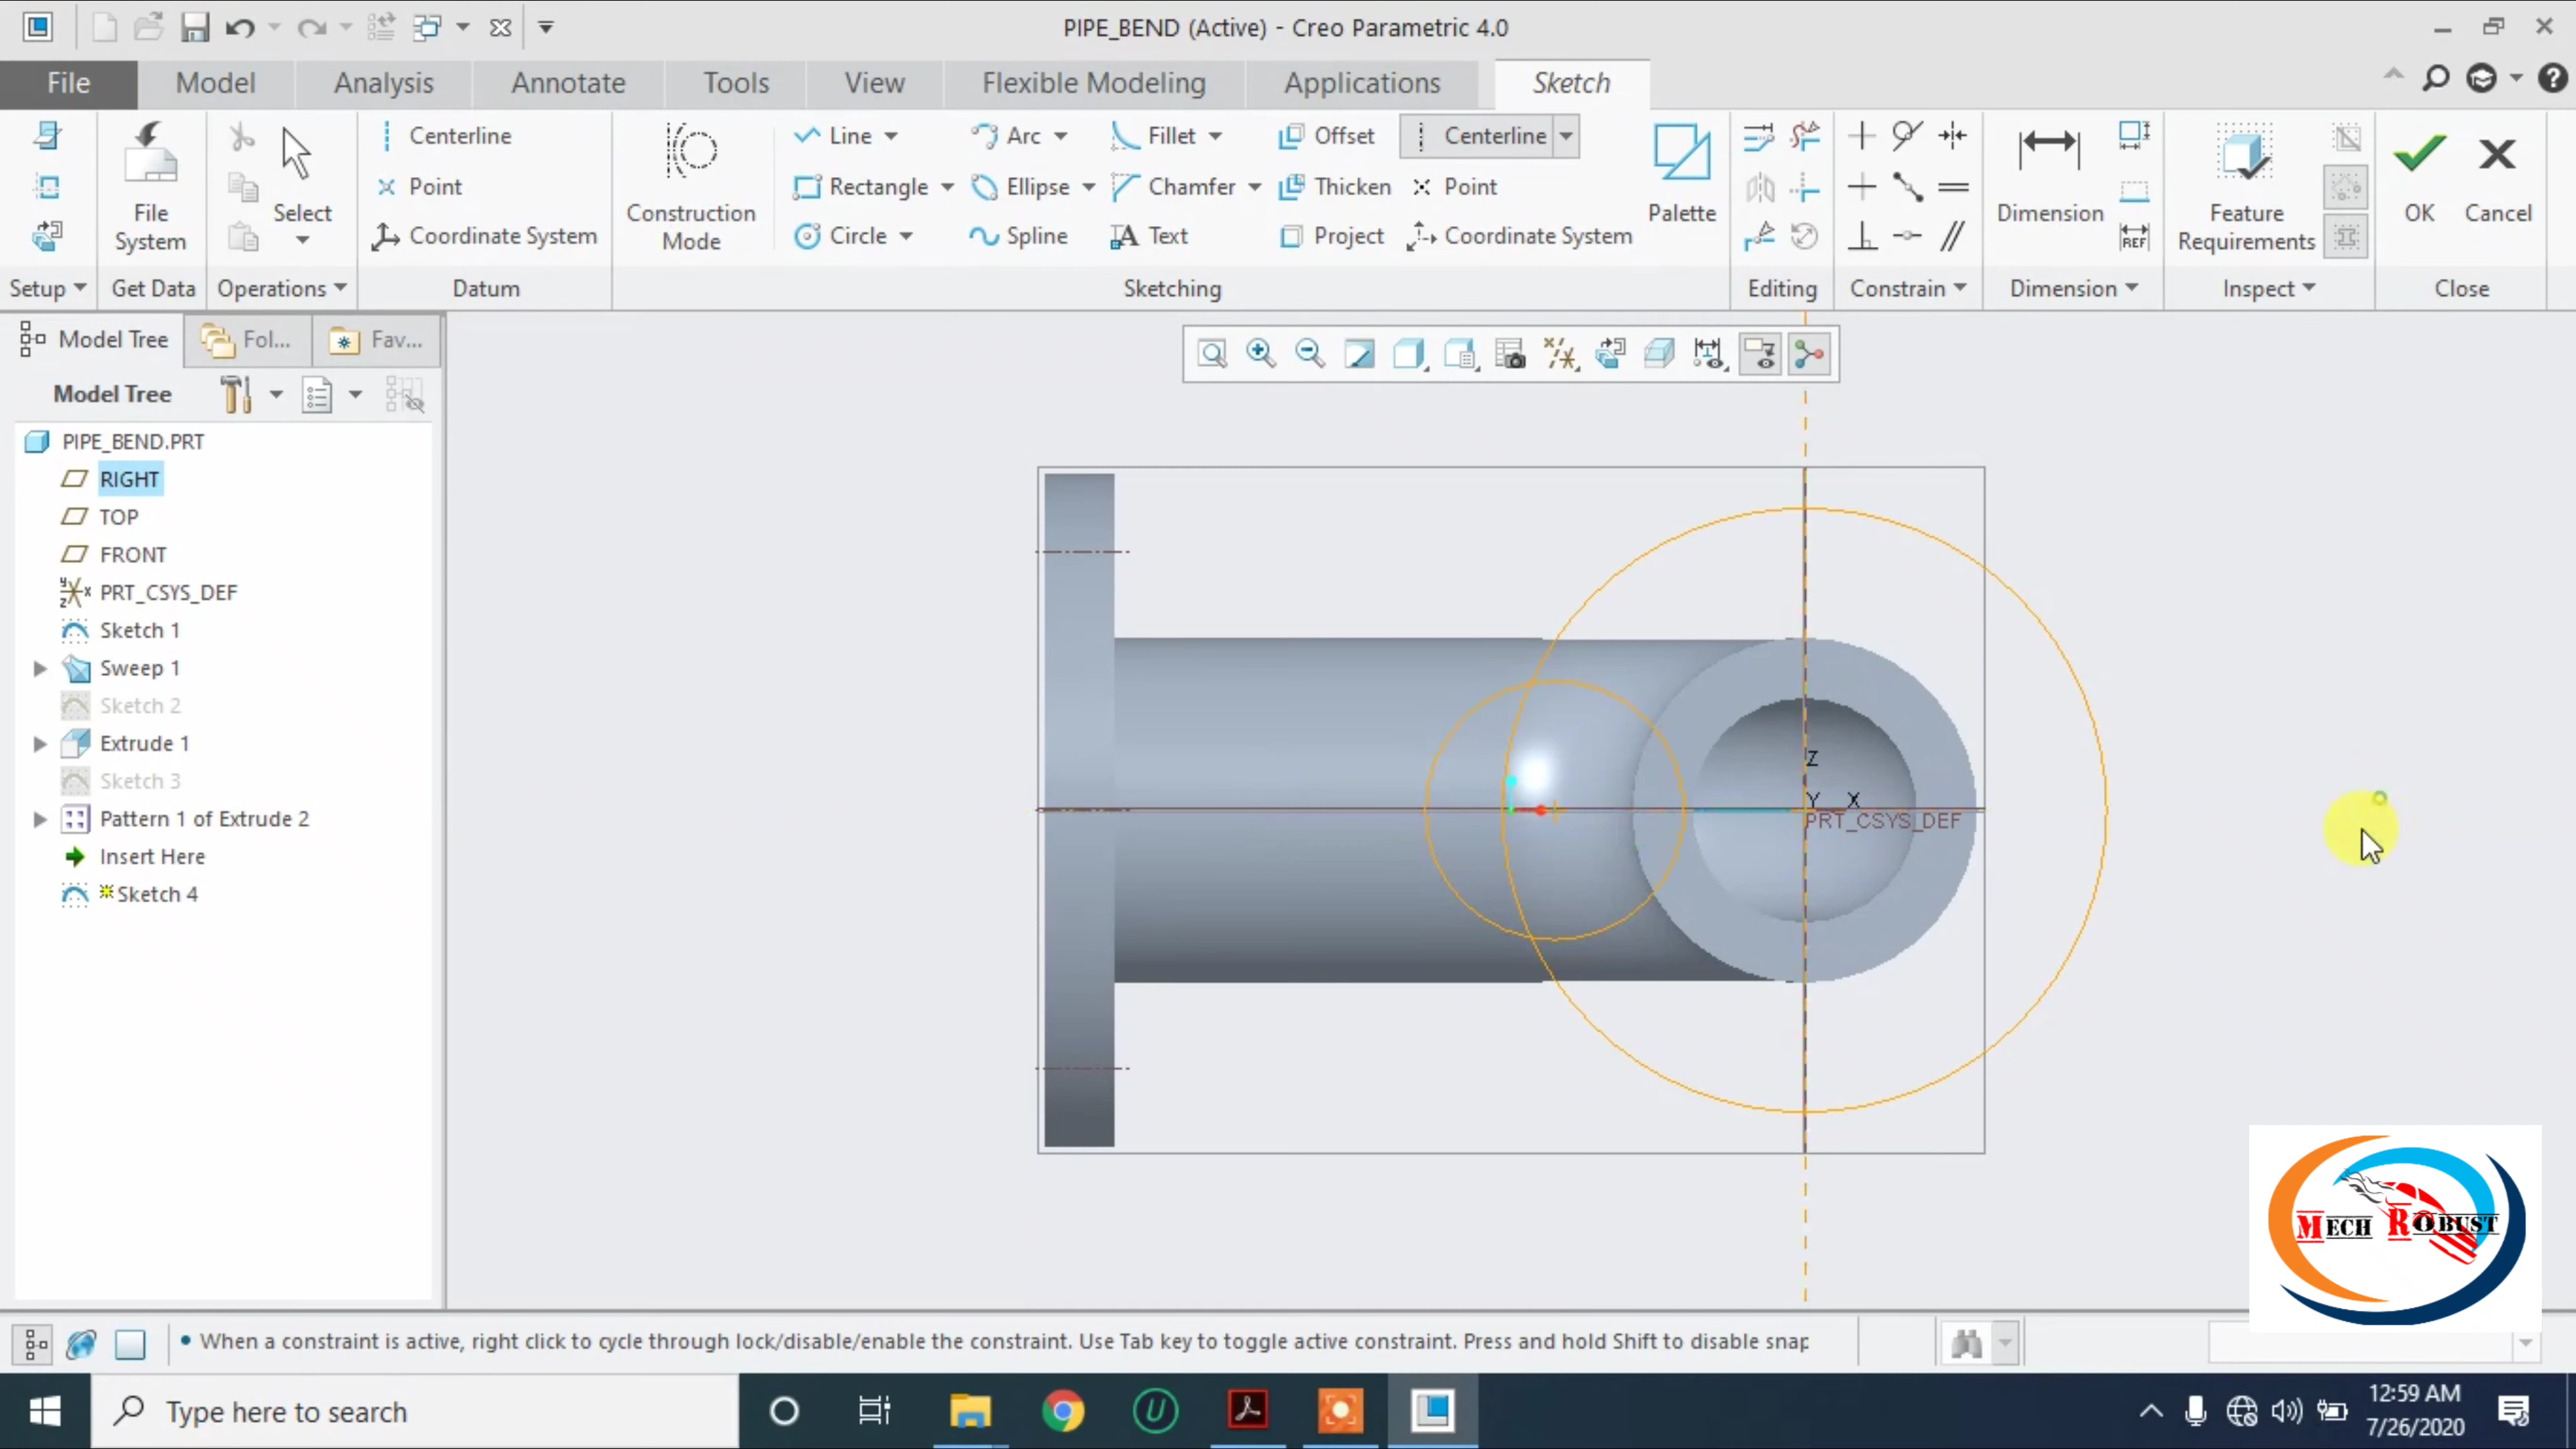 PIPE_BEND (Active) - Creo Parametric 4.0
File Model Analysis Annotate Tools View Flexible Modeling Applications Sketch
Centerline Line Arc Fillet Offset Centerline
Point Rectangle Ellipse Chamfer Thicken Point
File System Select Construction Mode Palette Dimension Feature Requirements OK Cancel
Coordinate System Circle Spline Text Project Coordinate System REF
Setup Get Data Operations Datum Sketching Editing Constrain Dimension Inspect Close
Model Tree Fol... Fav...
Model Tree
PIPE_BEND.PRT
RIGHT
TOP
FRONT
PRT_CSYS_DEF
Sketch 1
Sweep 1
Sketch 2
Extrude 1
Sketch 3
Pattern 1 of Extrude 2
Insert Here
Sketch 4
Z
Y X
PRT_CSYS_DEF
MECH ROBUST
When a constraint is active, right click to cycle through lock/disable/enable the constraint. Use Tab key to toggle active constraint. Press and hold Shift to disable snap
Type here to search
12:59 AM
7/26/2020